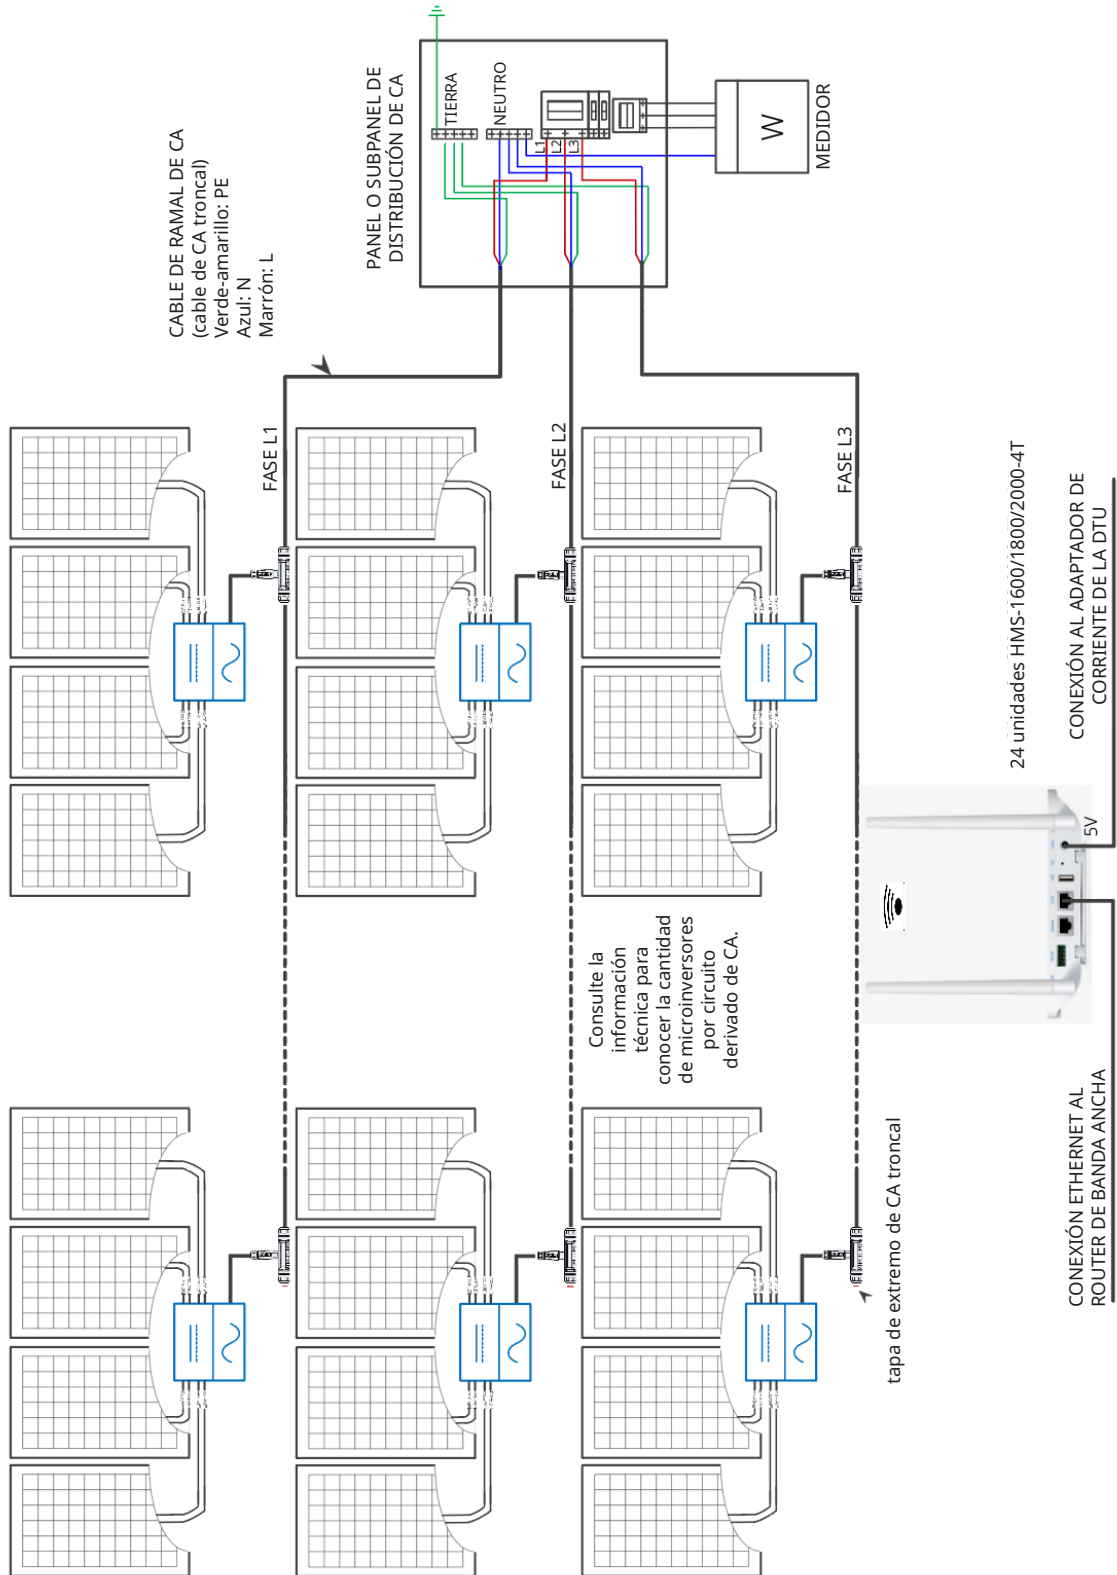 CABLE DE RAMAL DE CA
(cable de CA troncal)
Verde-amarillo: PE
Azul: N
Marrón: L
PANEL O SUBPANEL DE
DISTRIBUCIÓN DE CA
TIERRA
NEUTRO
L1
L2
L3
W
MEDIDOR
FASE L1
FASE L2
FASE L3
Consulte la
información
técnica para
conocer la cantidad
de microinversores
por circuito
derivado de CA.
24 unidades HMS-1600/1800/2000-4T
CONEXIÓN AL ADAPTADOR DE
CORRIENTE DE LA DTU
5V
tapa de extremo de CA troncal
CONEXIÓN ETHERNET AL
ROUTER DE BANDA ANCHA